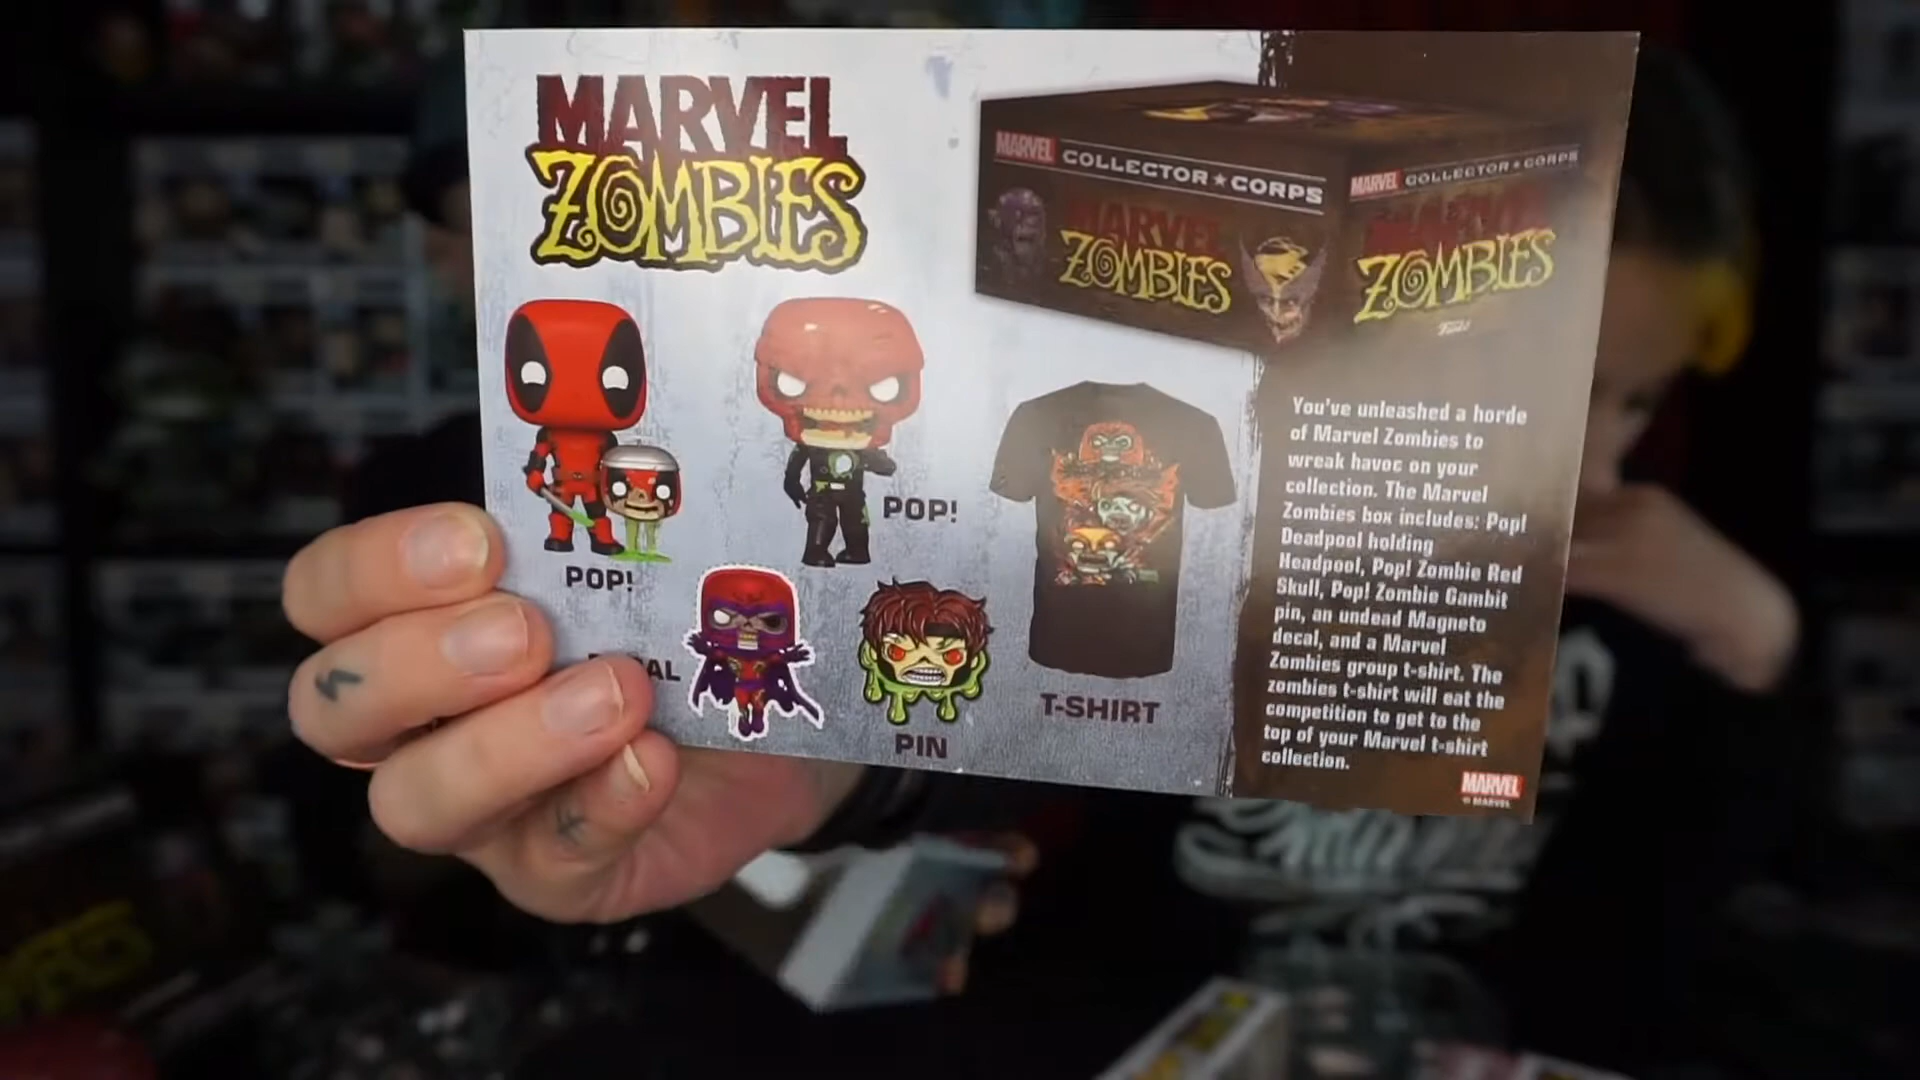 MARVEL
ZOMBIES
MARVEL COLLECTOR★CORPS
MARVEL
ZOMBIES
MARVEL COLLECTOR★CORPS
MARVEL
ZOMBIES
Funko
POP!
POP!
PIN
T-SHIRT
You've unleashed a horde
of Marvel Zombies to
wreak havoc on your
collection. The Marvel
Zombies box includes: Pop!
Deadpool holding
Headpool, Pop! Zombie Red
Skull, Pop! Zombie Gambit
pin, an undead Magneto
decal, and a Marvel
Zombies group t-shirt. The
zombies t-shirt will eat the
competition to get to the
top of your Marvel t-shirt
collection.
MARVEL
© MARVEL